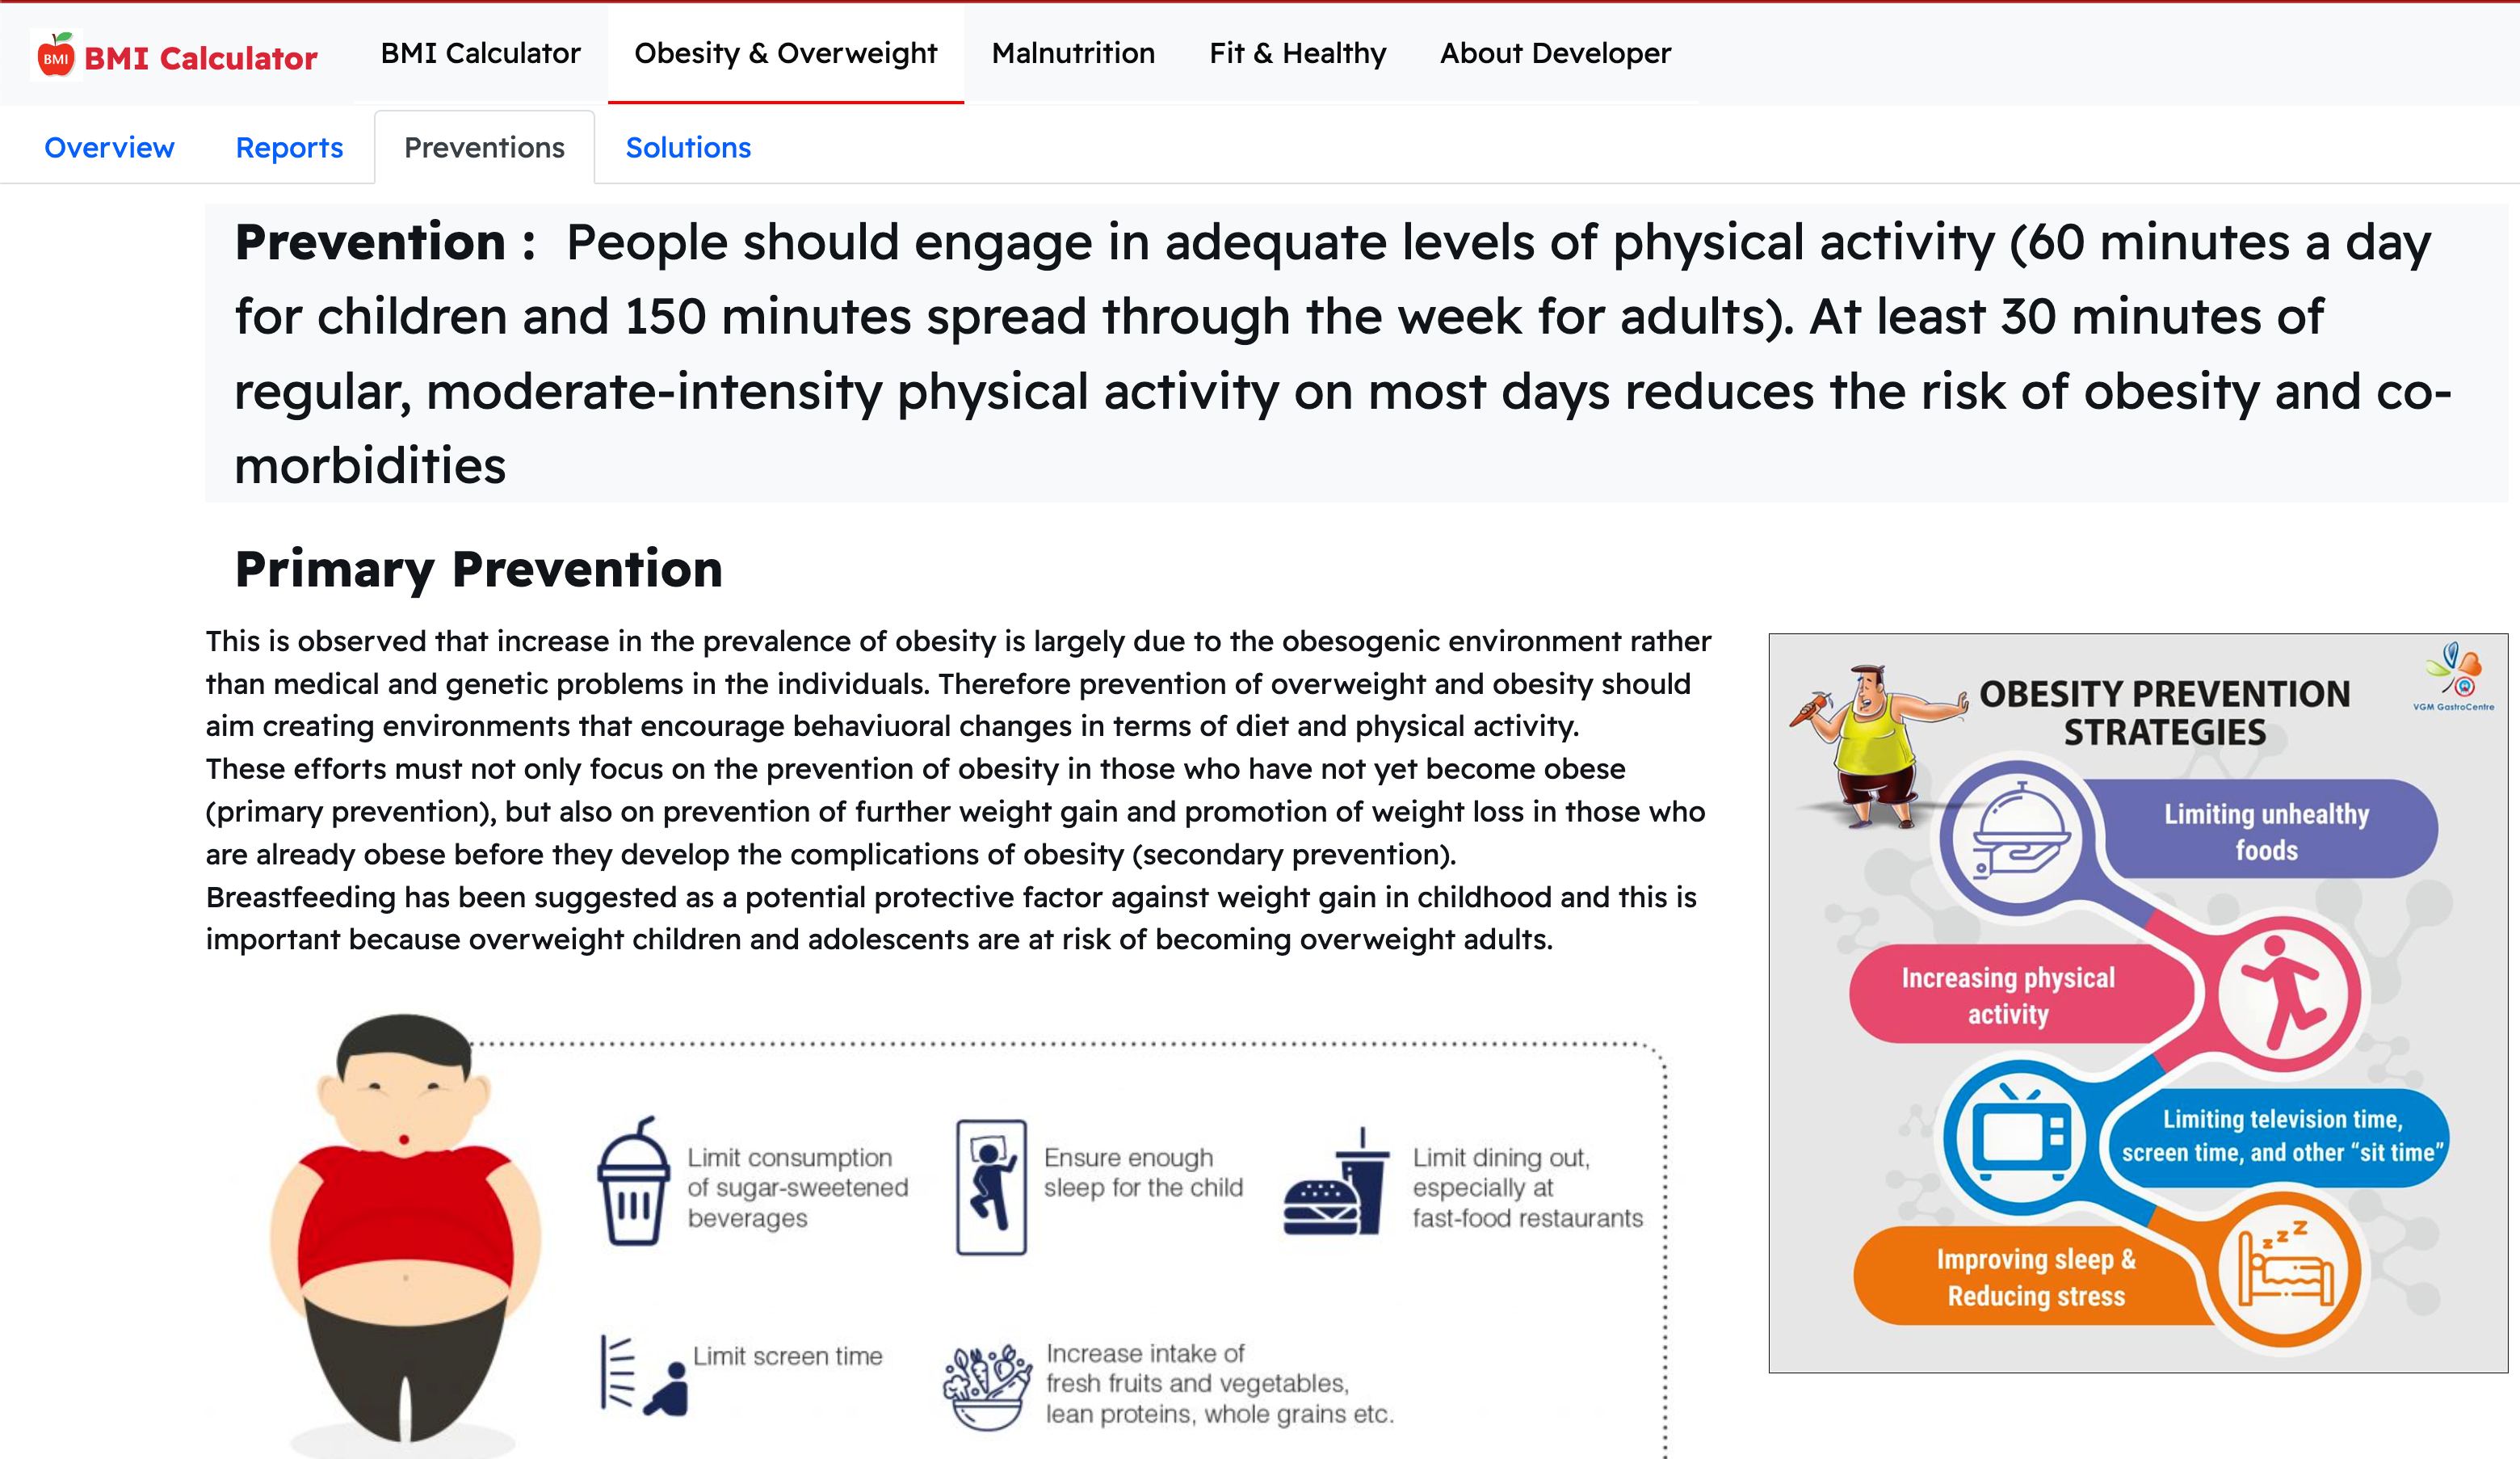 BMI BMI Calculator
BMI Calculator
Obesity & Overweight
Malnutrition
Fit & Healthy
About Developer
Overview
Reports
Preventions
Solutions
Prevention : People should engage in adequate levels of physical activity (60 minutes a day
for children and 150 minutes spread through the week for adults). At least 30 minutes of
regular, moderate-intensity physical activity on most days reduces the risk of obesity and co-
morbidities
Primary Prevention
This is observed that increase in the prevalence of obesity is largely due to the obesogenic environment rather
than medical and genetic problems in the individuals. Therefore prevention of overweight and obesity should
aim creating environments that encourage behaviuoral changes in terms of diet and physical activity.
These efforts must not only focus on the prevention of obesity in those who have not yet become obese
(primary prevention), but also on prevention of further weight gain and promotion of weight loss in those who
are already obese before they develop the complications of obesity (secondary prevention).
Breastfeeding has been suggested as a potential protective factor against weight gain in childhood and this is
important because overweight children and adolescents are at risk of becoming overweight adults.
Limit consumption
of sugar-sweetened
beverages
Ensure enough
sleep for the child
Limit dining out,
especially at
fast-food restaurants
Limit screen time
Increase intake of
fresh fruits and vegetables,
lean proteins, whole grains etc.
VGM GastroCentre
OBESITY PREVENTION
STRATEGIES
Limiting unhealthy
foods
Increasing physical
activity
Limiting television time,
screen time, and other “sit time”
Improving sleep &
Reducing stress
z z Z